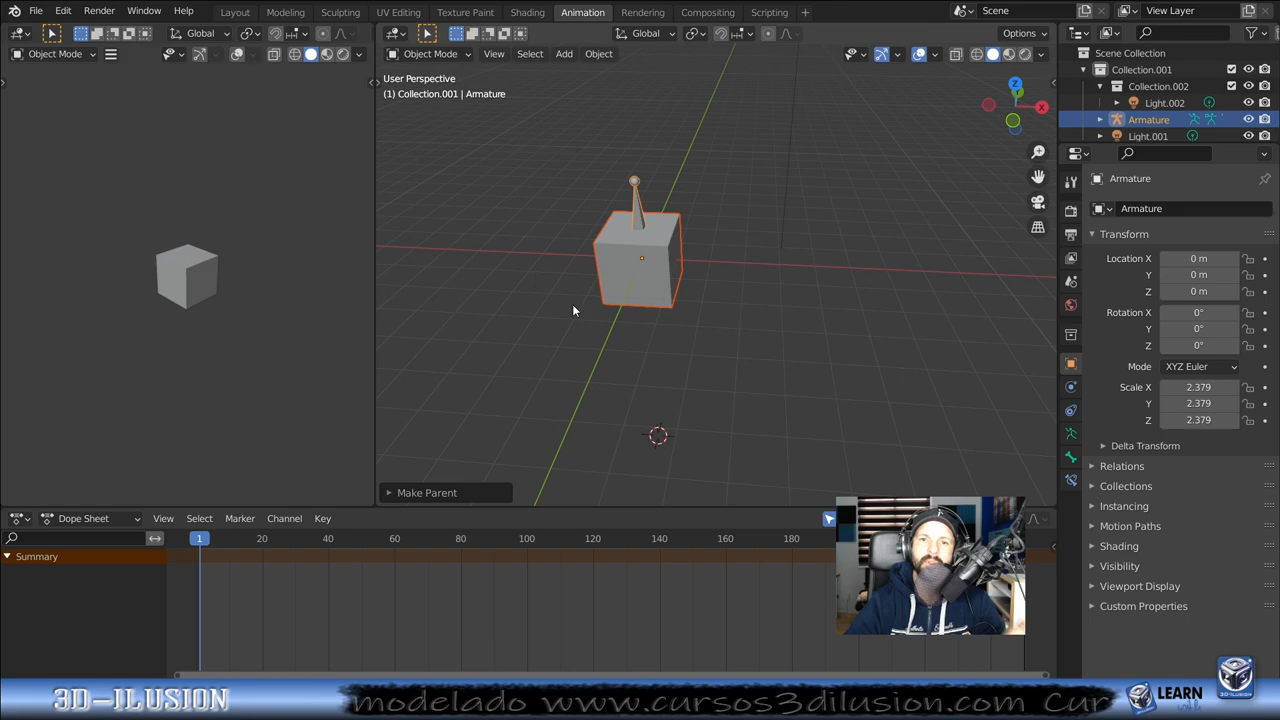 File Edit Render Window Help Layout Modeling Sculpting UV Editing Texture Paint Shading Animation Rendering Compositing Scripting + Scene View Layer
Global Global Options
Object Mode Object Mode View Select Add Object
User Perspective
(1) Collection.001 | Armature
Z
X
Make Parent
Scene Collection
Collection.001
Collection.002
Light.002
Armature
Light.001
Armature
Armature
Transform
Location X 0 m
Y 0 m
Z 0 m
Rotation X 0°
Y 0°
Z 0°
Mode XYZ Euler
Scale X 2.379
Y 2.379
Z 2.379
Delta Transform
Relations
Collections
Instancing
Motion Paths
Shading
Visibility
Viewport Display
Custom Properties
Dope Sheet View Select Marker Channel Key
1 20 40 60 80 100 120 140 160 180
Summary
3D-ILUSION modelado www.cursos3dilusion.com Cur LEARN